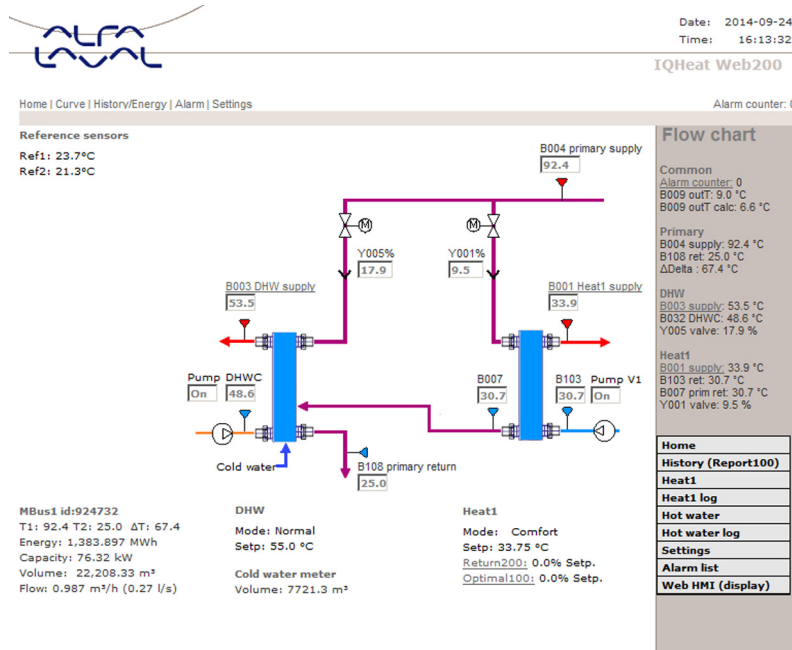 ALFA
LAVAL
Date: 2014-09-24
Time: 16:13:32
IQHeat Web200
Home | Curve | History/Energy | Alarm | Settings
Alarm counter: 0
Reference sensors
Ref1: 23.7°C
Ref2: 21.3°C
B004 primary supply
92.4
M
M
Y005%
17.9
Y001%
9.5
B003 DHW supply
53.5
B001 Heat1 supply
33.9
Pump DHWC
On 48.6
B007
30.7
B103 Pump V1
30.7 On
Cold water
B108 primary return
25.0
MBus1 id:924732
T1: 92.4 T2: 25.0 ΔT: 67.4
Energy: 1,383.897 MWh
Capacity: 76.32 kW
Volume: 22,208.33 m³
Flow: 0.987 m³/h (0.27 l/s)
DHW
Mode: Normal
Setp: 55.0 °C
Cold water meter
Volume: 7721.3 m³
Heat1
Mode: Comfort
Setp: 33.75 °C
Return200: 0.0% Setp.
Optimal100: 0.0% Setp.
Flow chart
Common
Alarm counter: 0
B009 outT: 9.0 °C
B009 outT calc: 6.6 °C
Primary
B004 supply: 92.4 °C
B108 ret: 25.0 °C
ΔDelta : 67.4 °C
DHW
B003 supply: 53.5 °C
B032 DHWC: 48.6 °C
Y005 valve: 17.9 %
Heat1
B001 supply: 33.9 °C
B103 ret: 30.7 °C
B007 prim ret: 30.7 °C
Y001 valve: 9.5 %
Home
History (Report100)
Heat1
Heat1 log
Hot water
Hot water log
Settings
Alarm list
Web HMI (display)